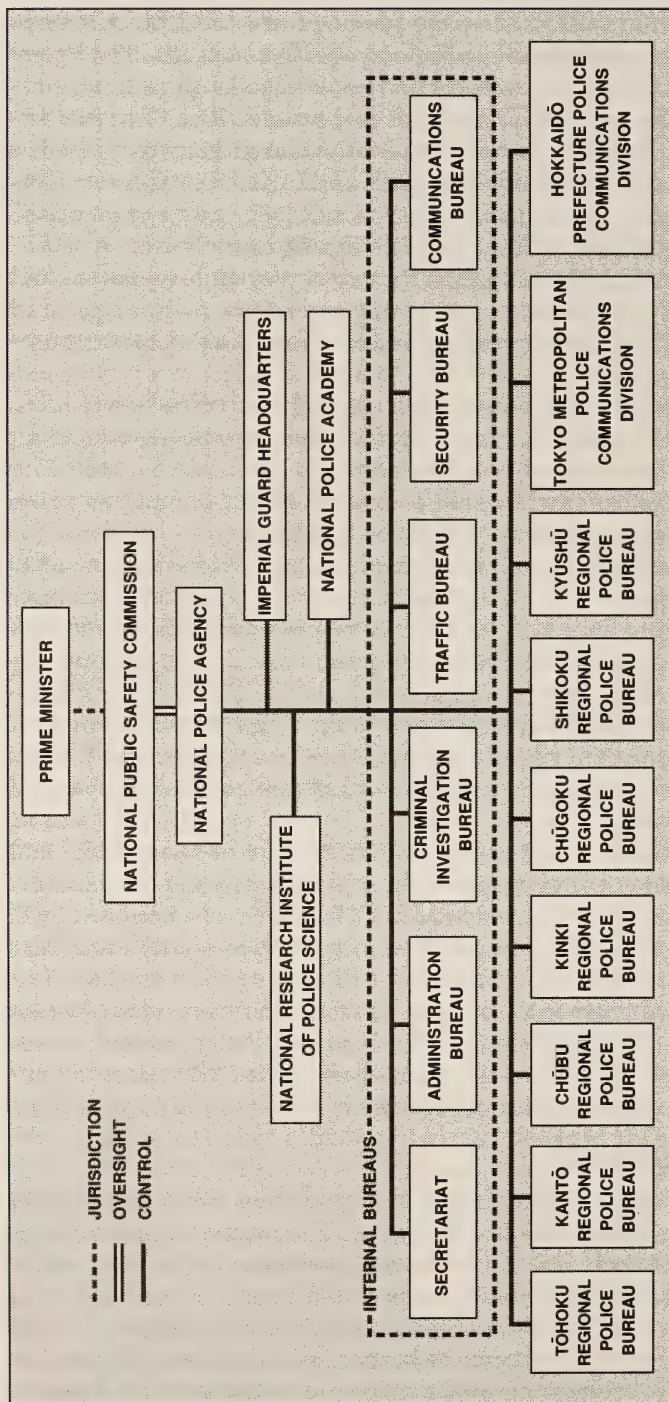 PRIME MINISTER
NATIONAL PUBLIC SAFETY COMMISSION
NATIONAL POLICE AGENCY
JURISDICTION
OVERSIGHT
CONTROL
IMPERIAL GUARD HEADQUARTERS
NATIONAL RESEARCH INSTITUTE
OF POLICE SCIENCE
NATIONAL POLICE ACADEMY
INTERNAL BUREAUS
SECRETARIAT
ADMINISTRATION
BUREAU
CRIMINAL
INVESTIGATION
BUREAU
TRAFFIC BUREAU
SECURITY BUREAU
COMMUNICATIONS
BUREAU
TŌHOKU
REGIONAL
POLICE
BUREAU
KANTŌ
REGIONAL
POLICE
BUREAU
CHŪBU
REGIONAL
POLICE
BUREAU
KINKI
REGIONAL
POLICE
BUREAU
CHŪGOKU
REGIONAL
POLICE
BUREAU
SHIKOKU
REGIONAL
POLICE
BUREAU
KYŪSHŪ
REGIONAL
POLICE
BUREAU
TOKYO METROPOLITAN
POLICE
COMMUNICATIONS
DIVISION
HOKKAIDŌ
PREFECTURE POLICE
COMMUNICATIONS
DIVISION